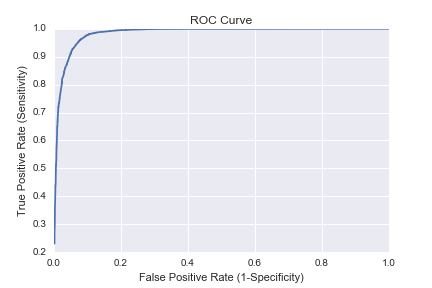 ROC Curve
1.0
0.9
0.8
0.7
0.6
0.5
0.4
0.3
0.2
True Positive Rate (Sensitivity)
0.0 0.2 0.4 0.6 0.8 1.0
False Positive Rate (1-Specificity)